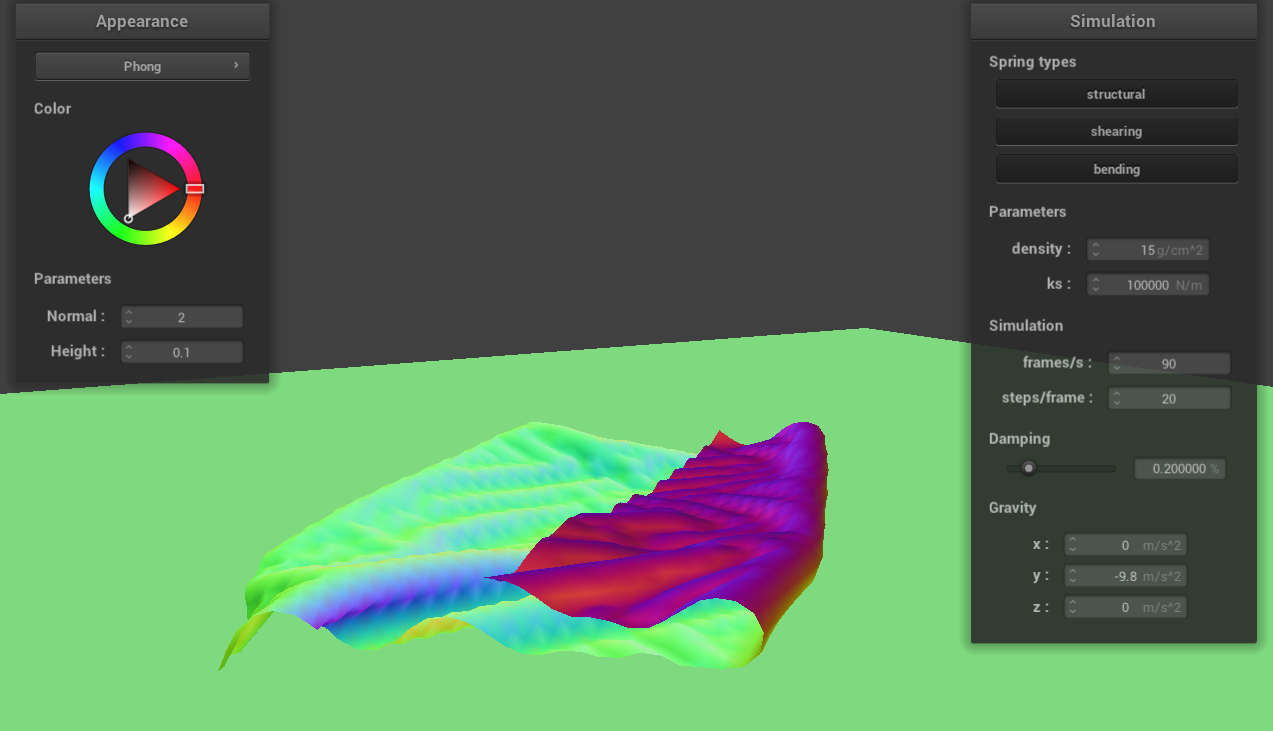 Appearance
Phong
Color
Parameters
Normal : 2
Height : 0.1
Simulation
Spring types
structural
shearing
bending
Parameters
density : 15 g/cm^2
ks : 100000 N/m
Simulation
frames/s : 90
steps/frame : 20
Damping
0.200000 %
Gravity
x : 0 m/s^2
y : -9.8 m/s^2
z : 0 m/s^2